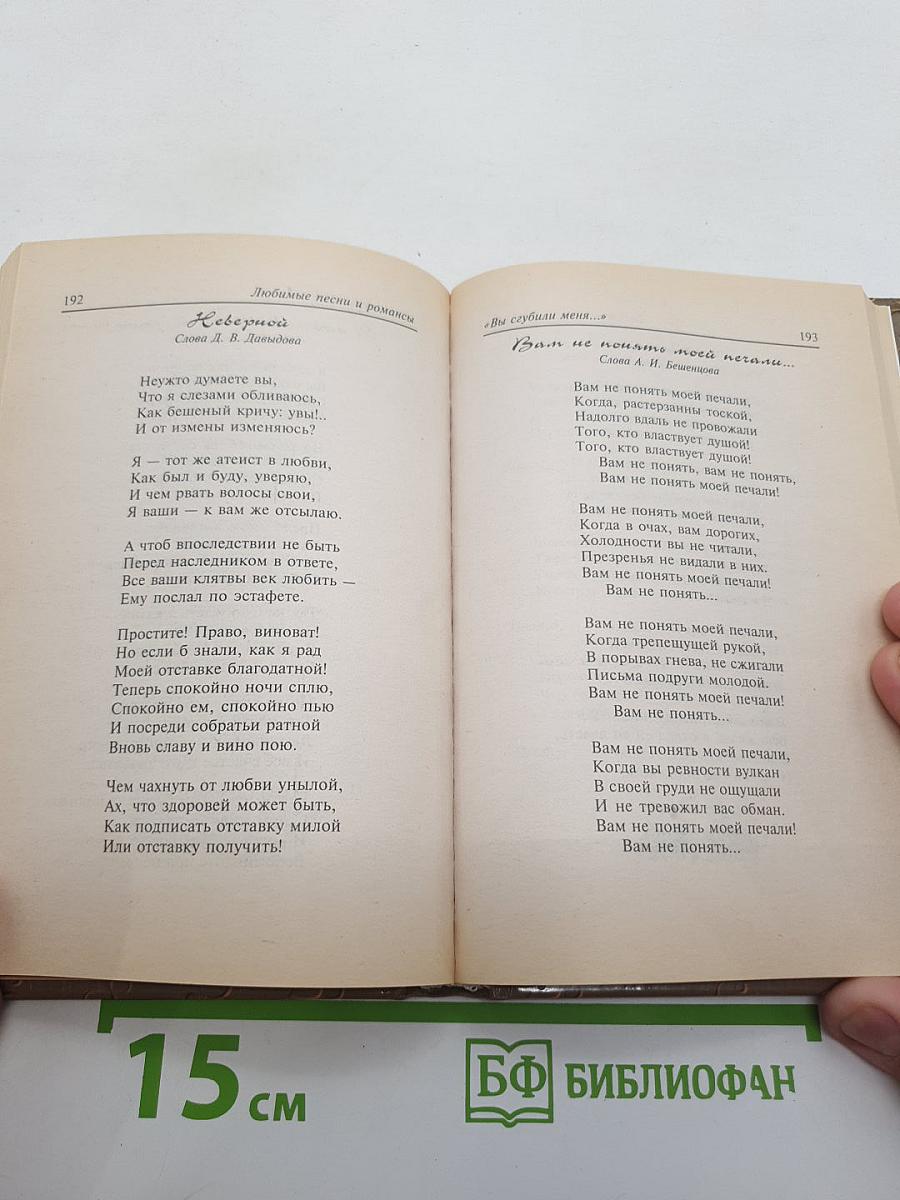 192
Любимые песни и романсы
Неверной
Слова Д. В. Давыдова
Неужто думаете вы,
Что я слезами обливаюсь,
Как бешеный кричу: увы!..
И от измены изменяюсь?
Я — тот же атеист в любви,
Как был и буду, уверяю,
И чем рвать волосы свои,
Я ваши — к вам же отсылаю.
А чтоб впоследствии не быть
Перед наследником в ответе,
Все ваши клятвы век любить —
Ему послал по эстафете.
Простите! Право, виноват!
Но если б знали, как я рад
Моей отставке благодатной!
Теперь спокойно ночи сплю,
Спокойно ем, спокойно пью
И посреди собратьи ратной
Вновь славу и вино пою.
Чем чахнуть от любви унылой,
Ах, что здоровей может быть,
Как подписать отставку милой
Или отставку получить!
«Вы сгубили меня...»
193
Вам не понять моей печали...
Слова А. И. Бешенцова
Вам не понять моей печали,
Когда, растерзанны тоской,
Надолго вдаль не провожали
Того, кто властвует душой!
Того, кто властвует душой!
Вам не понять, вам не понять,
Вам не понять моей печали!
Вам не понять моей печали,
Когда в очах, вам дорогих,
Холодности вы не читали,
Презренья не видали в них.
Вам не понять моей печали!
Вам не понять...
Вам не понять моей печали,
Когда трепещущей рукой,
В порывах гнева, не сжигали
Письма подруги молодой.
Вам не понять моей печали!
Вам не понять...
Вам не понять моей печали,
Когда вы ревности вулкан
В своей груди не ощущали
И не тревожил вас обман.
Вам не понять моей печали!
Вам не понять...
15 см
БФ БИБЛИОФАН